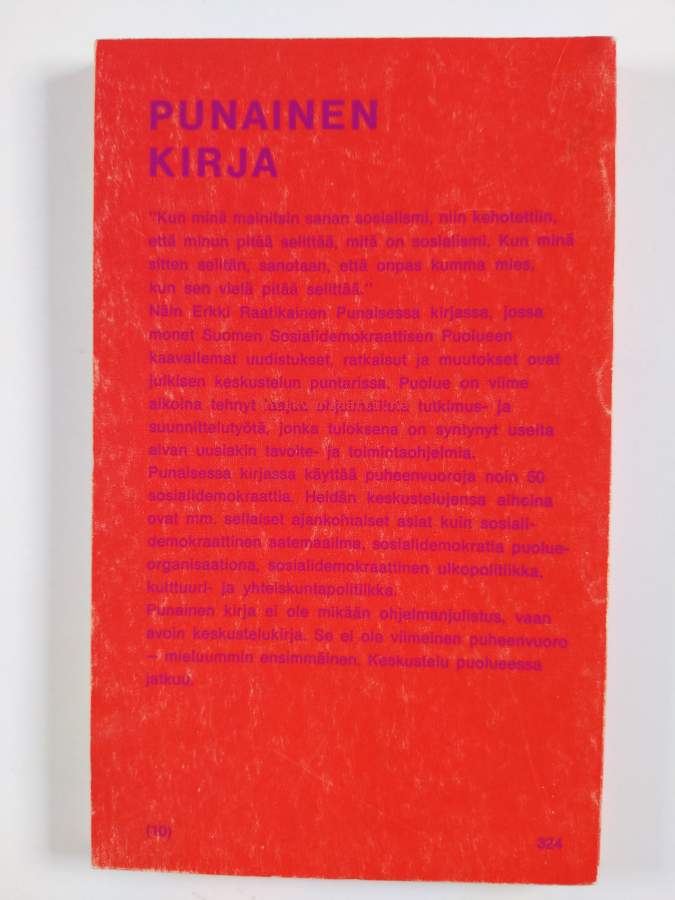 PUNAINEN
KIRJA
"Kun minä mainitsin sanan sosialismi, niin kehotettiin,
että minun pitää selittää, mitä on sosialismi. Kun minä
sitten selitän, sanotaan, että onpas kumma mies,
kun sen vielä pitää selittää."
Näin Erkki Raatikainen Punaisessa kirjassa, jossa
monet Suomen Sosialidemokraattisen Puolueen
kaavailemat uudistukset, ratkaisut ja muutokset ovat
julkisen keskustelun puntarissa. Puolue on viime
aikoina tehnyt laajaa ohjelmallista tutkimus- ja
suunnittelutyötä, jonka tuloksena on syntynyt useita
aivan uusiakin tavoite- ja toimintaohjelmia.
Punaisessa kirjassa käyttää puheenvuoroja noin 50
sosialidemokraattia. Heidän keskustelujensa aiheina
ovat mm. sellaiset ajankohtaiset asiat kuin sosiali-
demokraattinen aatemaailma, sosialidemokratia puolue-
organisaationa, sosialidemokraattinen ulkopolitiikka,
kulttuuri- ja yhteiskuntapolitiikka.
Punainen kirja ei ole mikään ohjelmanjulistus, vaan
avoin keskustelukirja. Se ei ole viimeinen puheenvuoro
– mieluummin ensimmäinen. Keskustelu puolueessa
jatkuu.
(10)
324